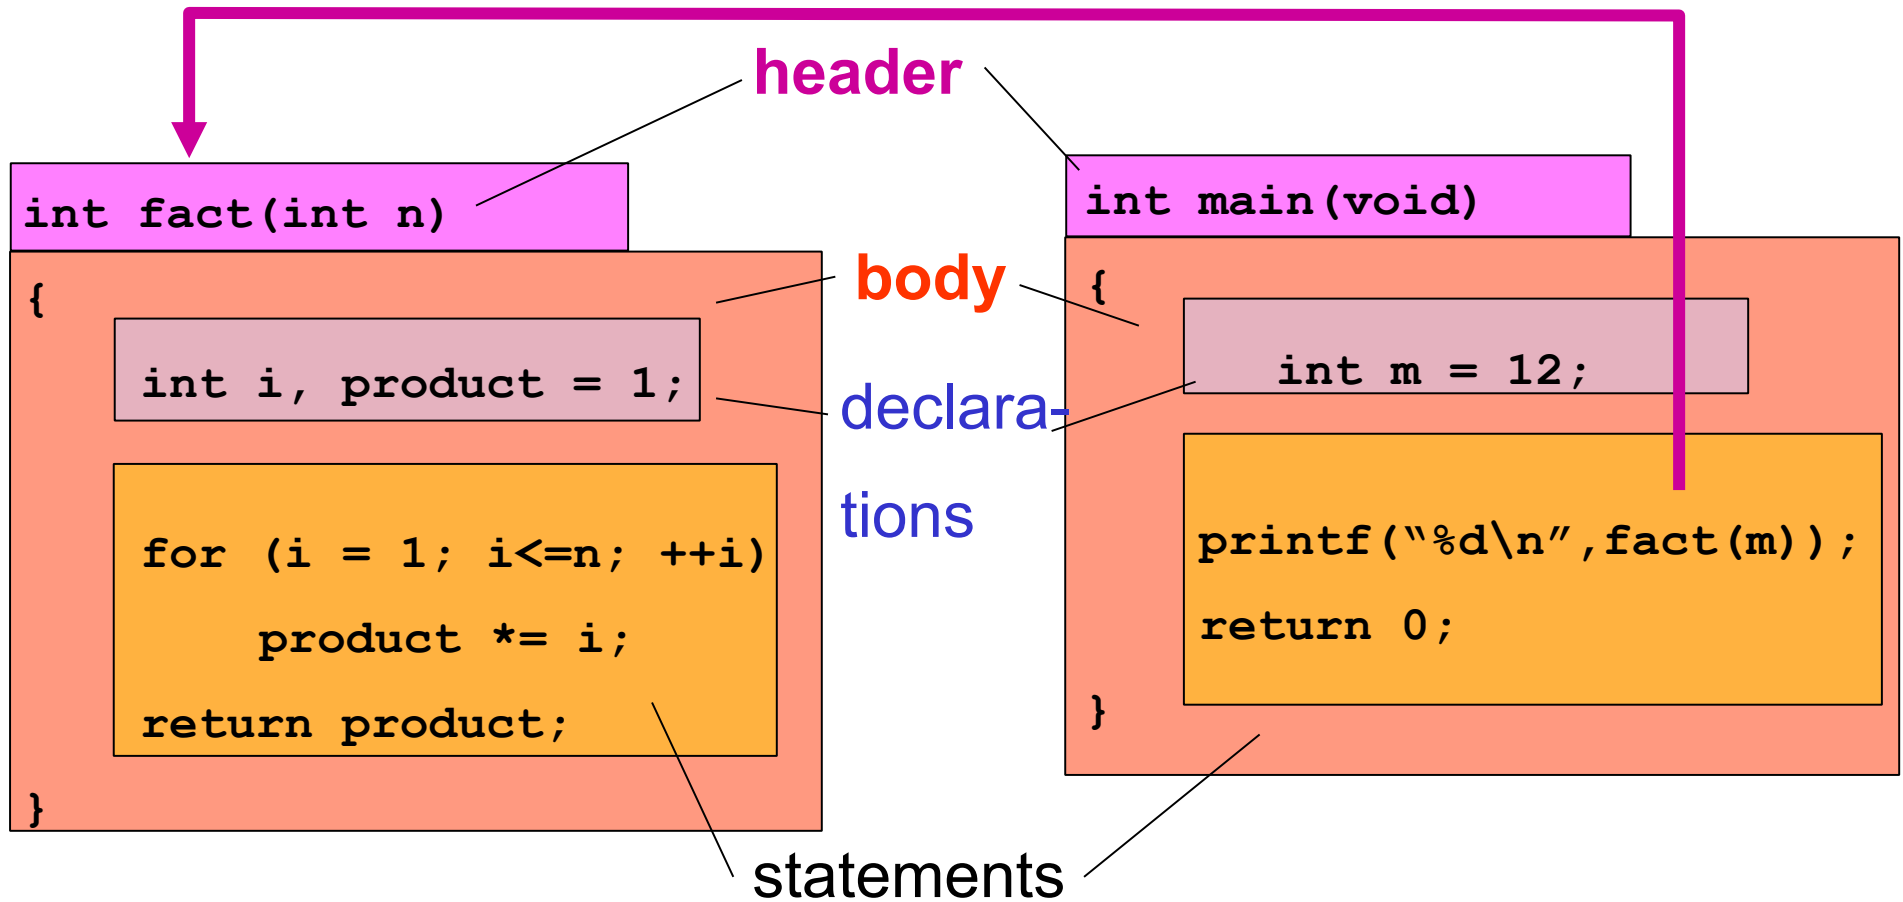 header
int fact(int n)
{
int i, product = 1;
for (i = 1; i<=n; ++i)
product *= i;
return product;
}
body
declara-
tions
statements
int main(void)
{
int m = 12;
printf(“%d\n”,fact(m));
return 0;
}